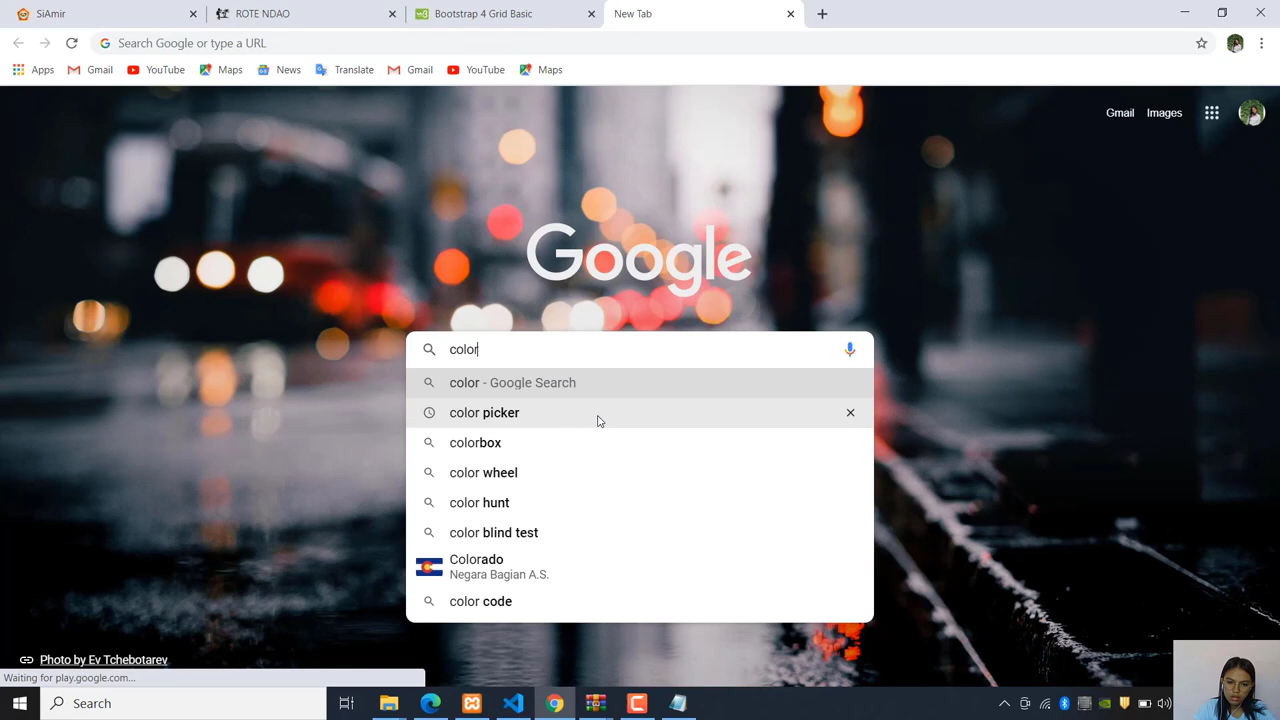 SiAmir
ROTE NDAO
Bootstrap 4 Grid Basic
New Tab
Search Google or type a URL
Apps
Gmail
YouTube
Maps
News
Translate
Gmail
YouTube
Maps
Gmail
Images
Google
color
color - Google Search
color picker
colorbox
color wheel
color hunt
color blind test
Colorado
Negara Bagian A.S.
color code
Photo by Ev Tchebotarev
Waiting for play.google.com...
Search